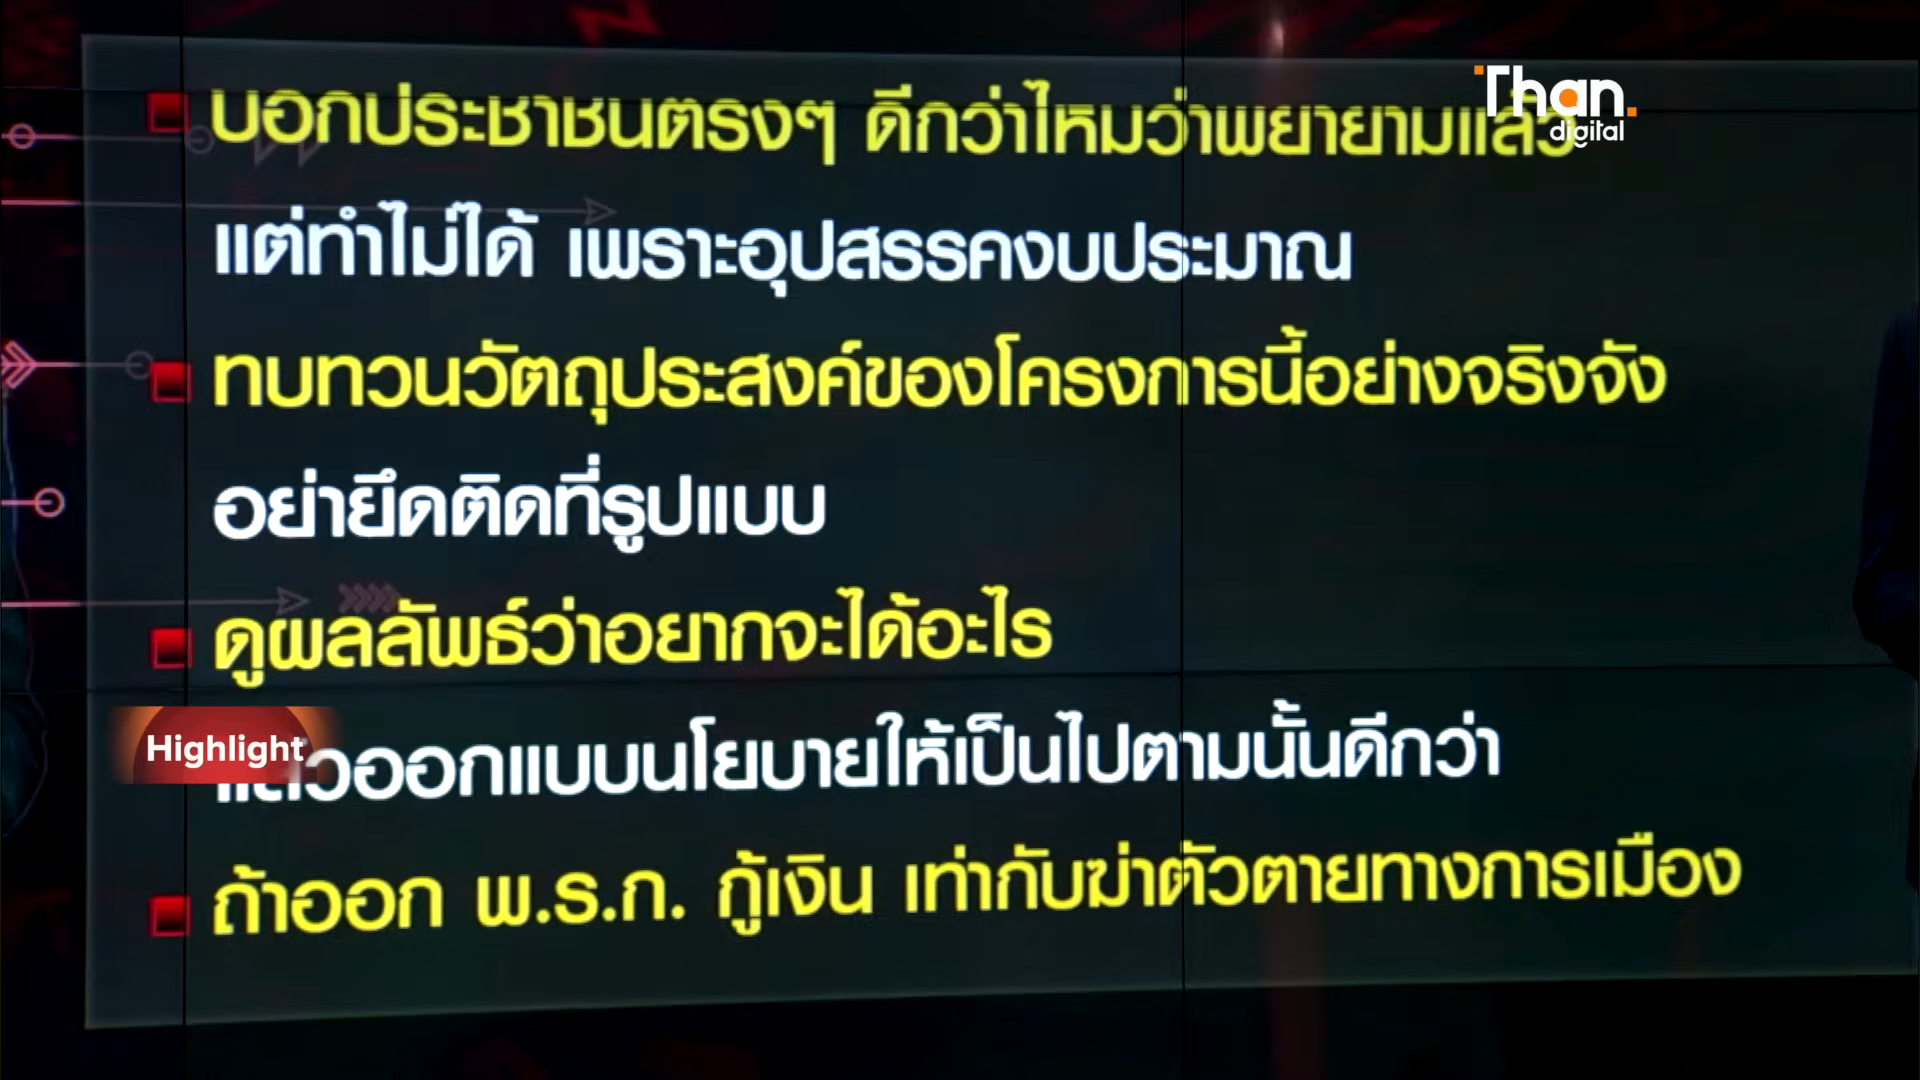 Than.
digital
บอกประชาชนตรงๆ ดีกว่าไหมว่าพยายามแล้ว
แต่ทำไม่ได้ เพราะอุปสรรคงบประมาณ
ทบทวนวัตถุประสงค์ของโครงการนี้อย่างจริงจัง
อย่ายึดติดที่รูปแบบ
ดูผลลัพธ์ว่าอยากจะได้อะไร
Highlight
แล้วออกแบบนโยบายให้เป็นไปตามนั้นดีกว่า
ถ้าออก พ.ร.ก. กู้เงิน เท่ากับฆ่าตัวตายทางการเมือง